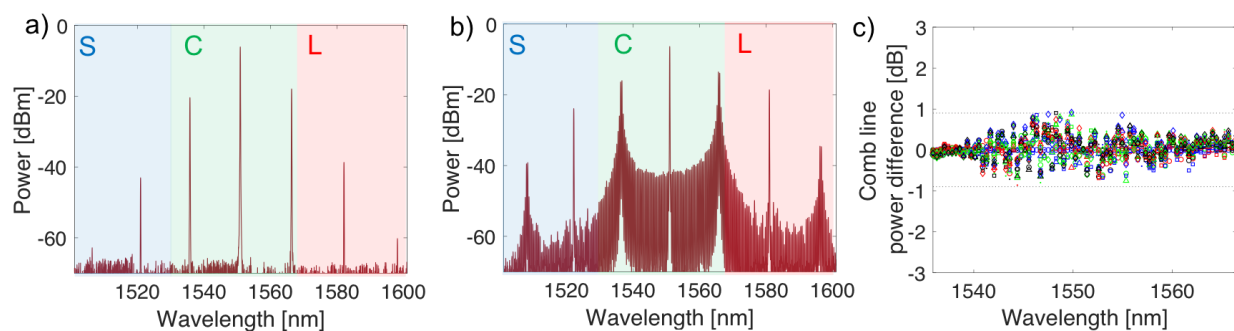 a)
S
C
L
0
-20
-40
-60
Power [dBm]
1520
1540
1560
1580
1600
Wavelength [nm]
b)
S
C
L
0
-20
-40
-60
Power [dBm]
1520
1540
1560
1580
1600
Wavelength [nm]
c)
3
2
1
0
-1
-2
-3
Comb line
power difference [dB]
1540
1550
1560
Wavelength [nm]